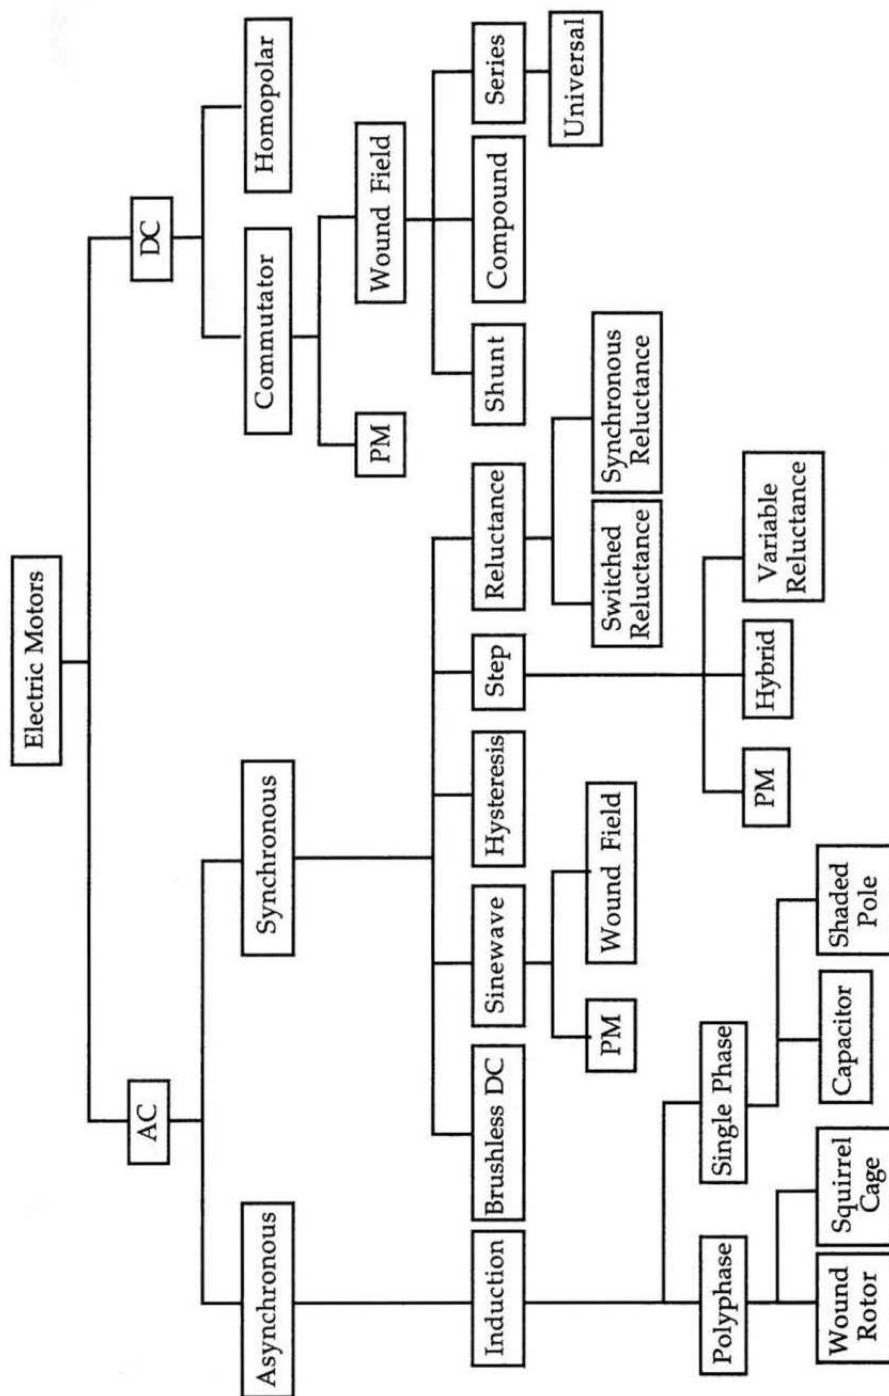 Electric Motors
AC
DC
Asynchronous
Synchronous
Commutator
Homopolar
PM
Wound Field
Induction
Brushless DC
Sinewave
Hysteresis
Step
Reluctance
Shunt
Compound
Series
PM
Wound Field
Switched
Reluctance
Synchronous
Reluctance
Universal
Polyphase
Single Phase
PM
Hybrid
Variable
Reluctance
Wound
Rotor
Squirrel
Cage
Capacitor
Shaded
Pole